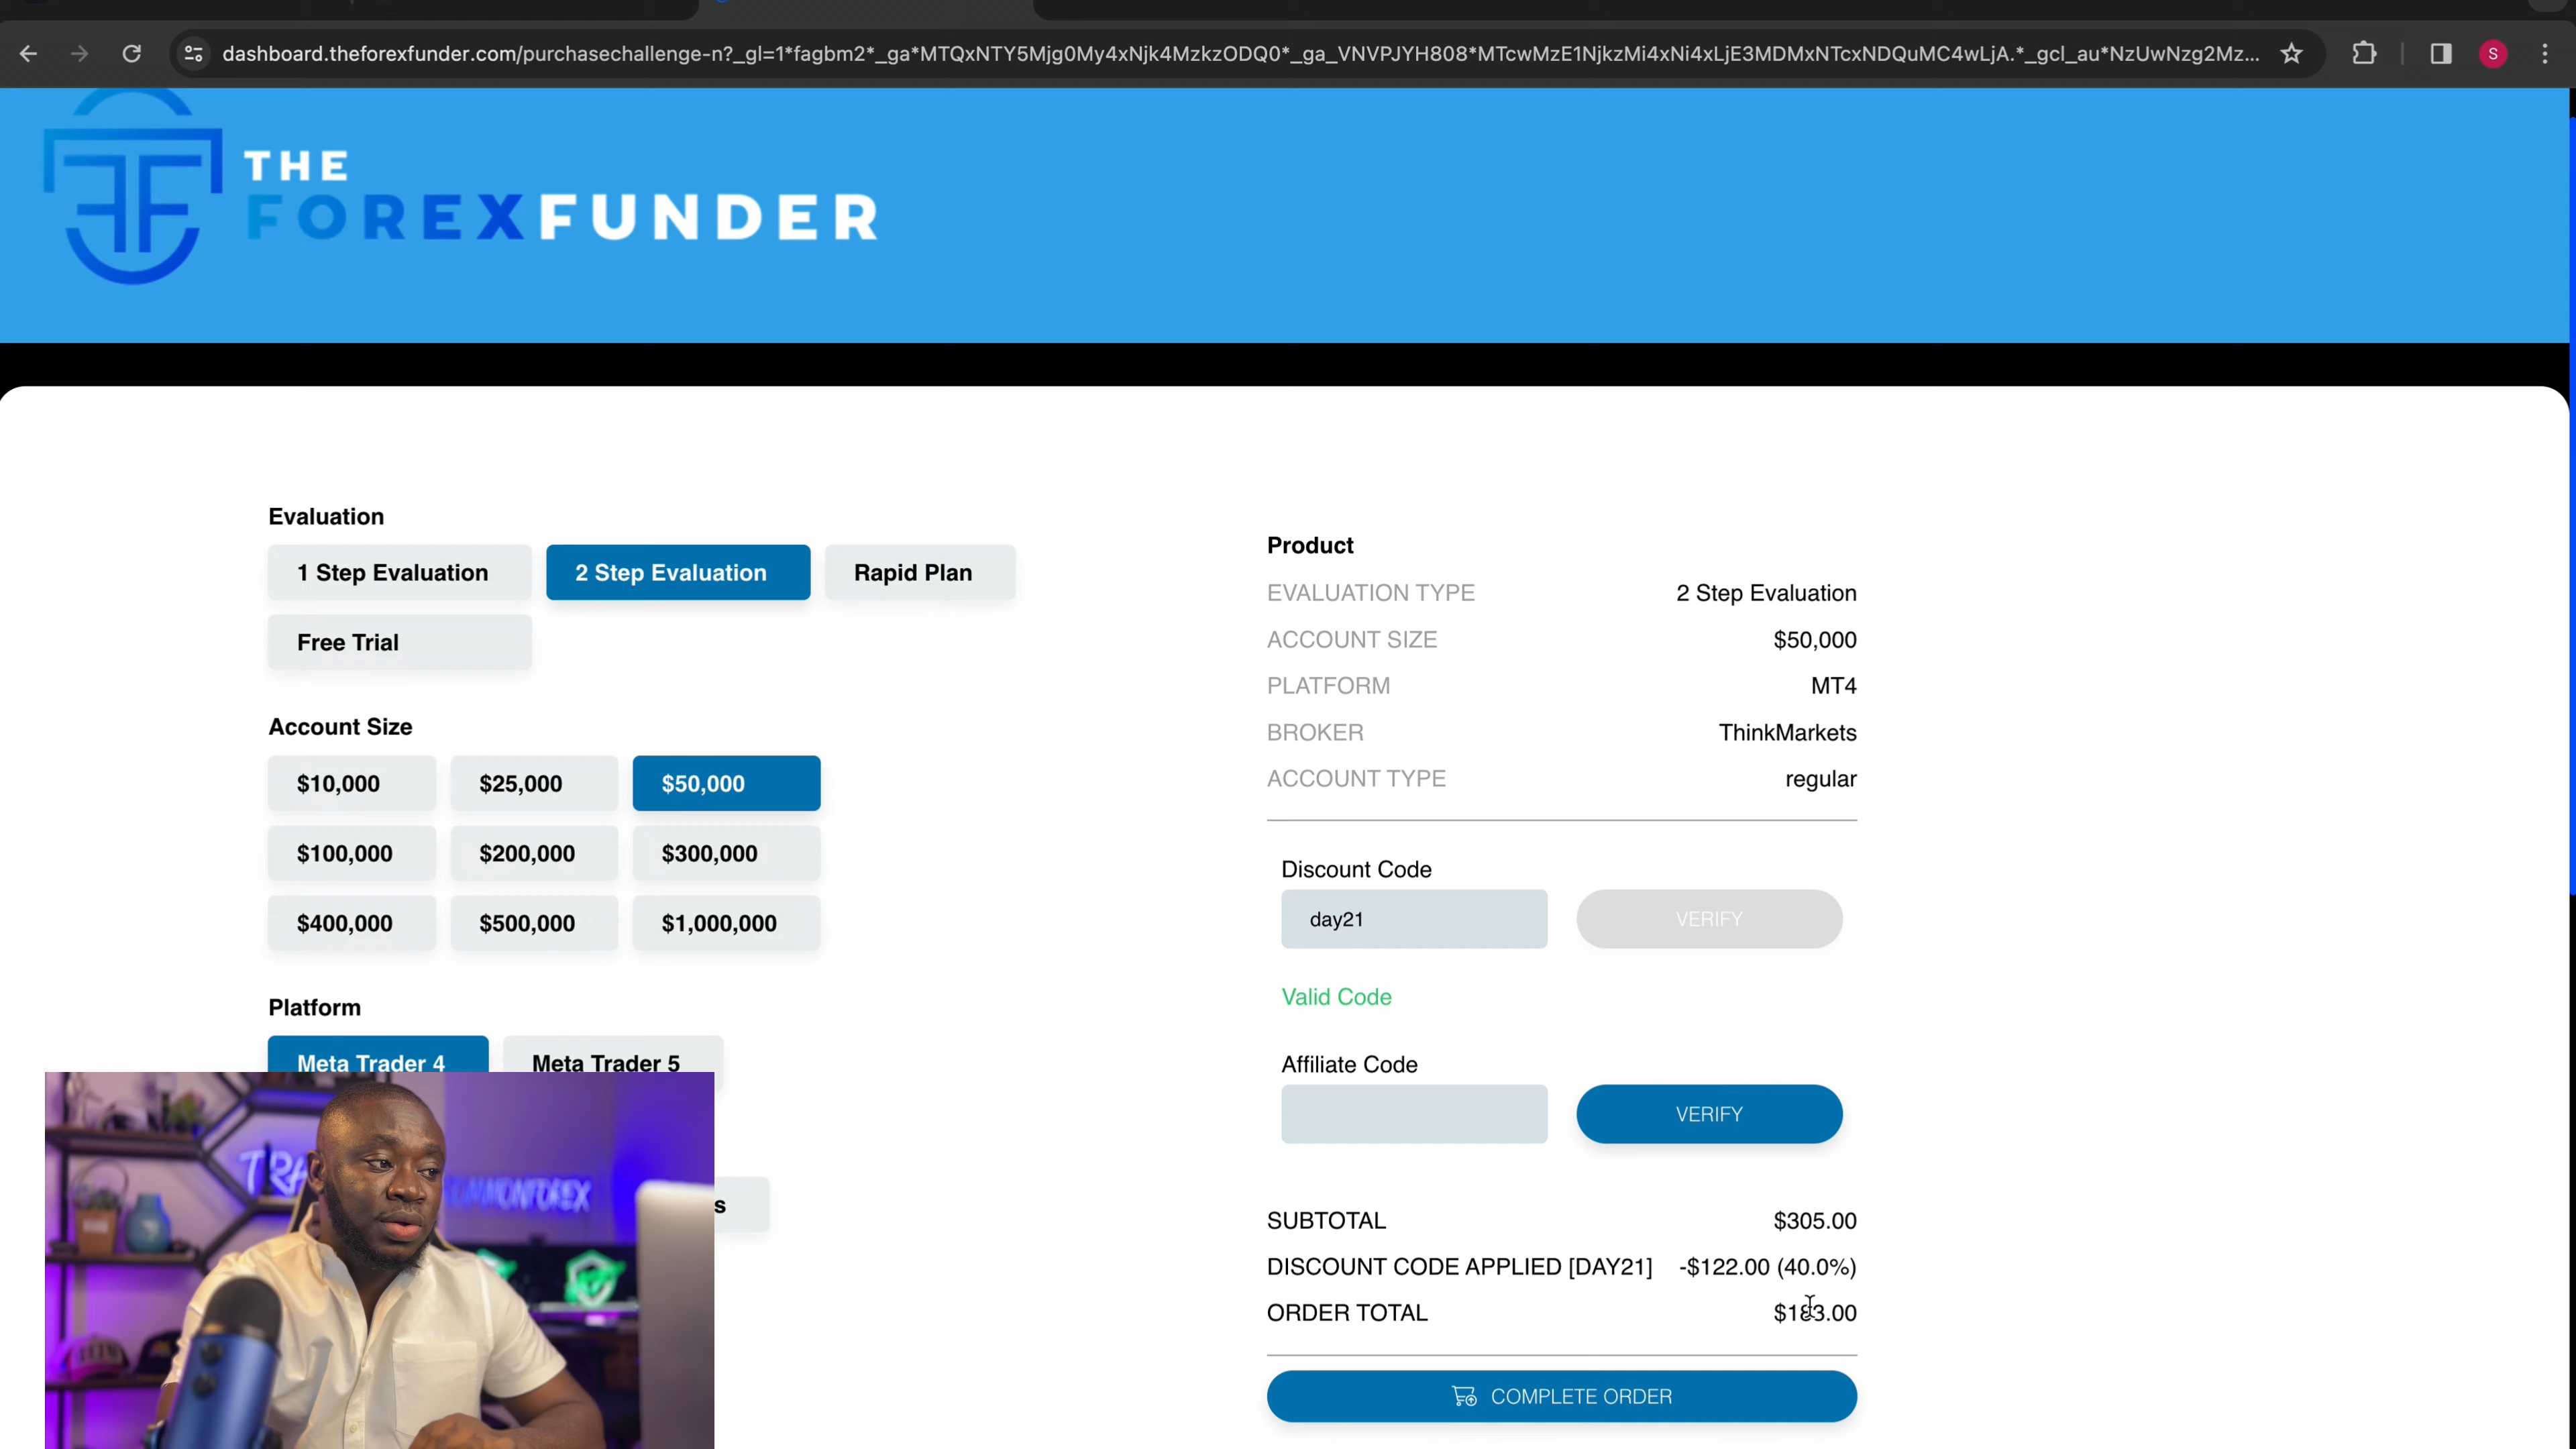 dashboard.theforexfunder.com/purchasechallenge-n?_gl=1*fagbm2*_ga*MTQxNTY5Mjg0My4xNjk4MzkzODQ0*_ga_VNVPJYH808*MTcwMzE1NjkzMi4xNi4xLjE3MDMxNTcxNDQuMC4wLjA.*_gcl_au*NzUwNzg2Mz...
S
THE
FOREXFUNDER
Evaluation
1 Step Evaluation
2 Step Evaluation
Rapid Plan
Free Trial
Account Size
$10,000
$25,000
$50,000
$100,000
$200,000
$300,000
$400,000
$500,000
$1,000,000
Platform
Meta Trader 4
Meta Trader 5
s
Product
EVALUATION TYPE 2 Step Evaluation
ACCOUNT SIZE $50,000
PLATFORM MT4
BROKER ThinkMarkets
ACCOUNT TYPE regular
Discount Code
day21
VERIFY
Valid Code
Affiliate Code
VERIFY
SUBTOTAL $305.00
DISCOUNT CODE APPLIED [DAY21] -$122.00 (40.0%)
ORDER TOTAL $183.00
COMPLETE ORDER